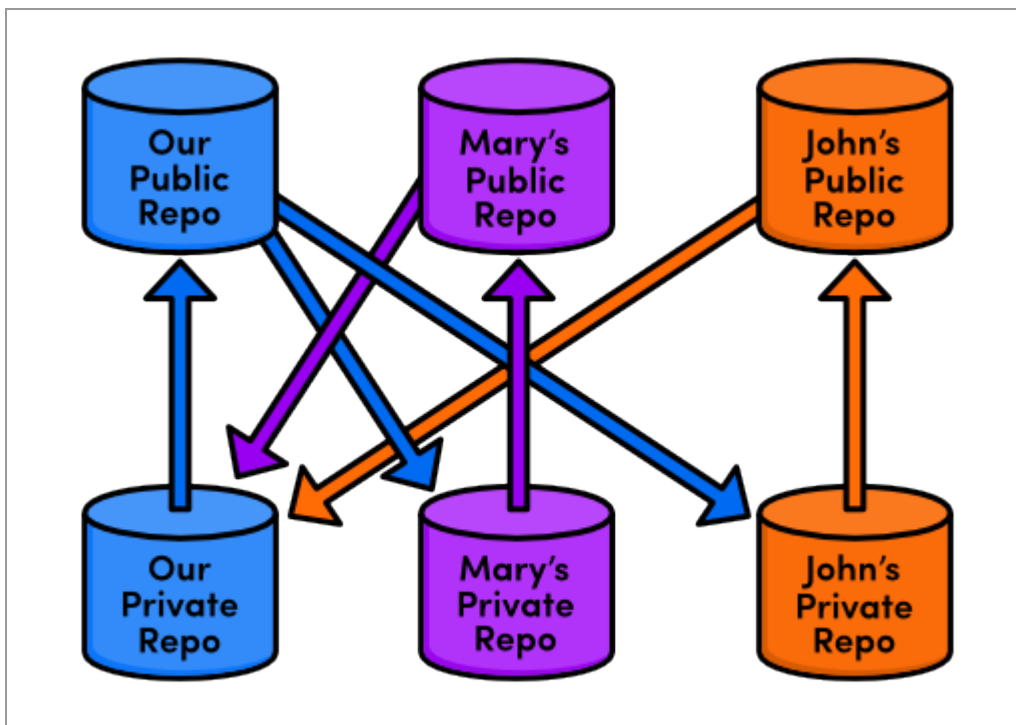 Our
Public
Repo
Mary's
Public
Repo
John's
Public
Repo
Our
Private
Repo
Mary's
Private
Repo
John's
Private
Repo